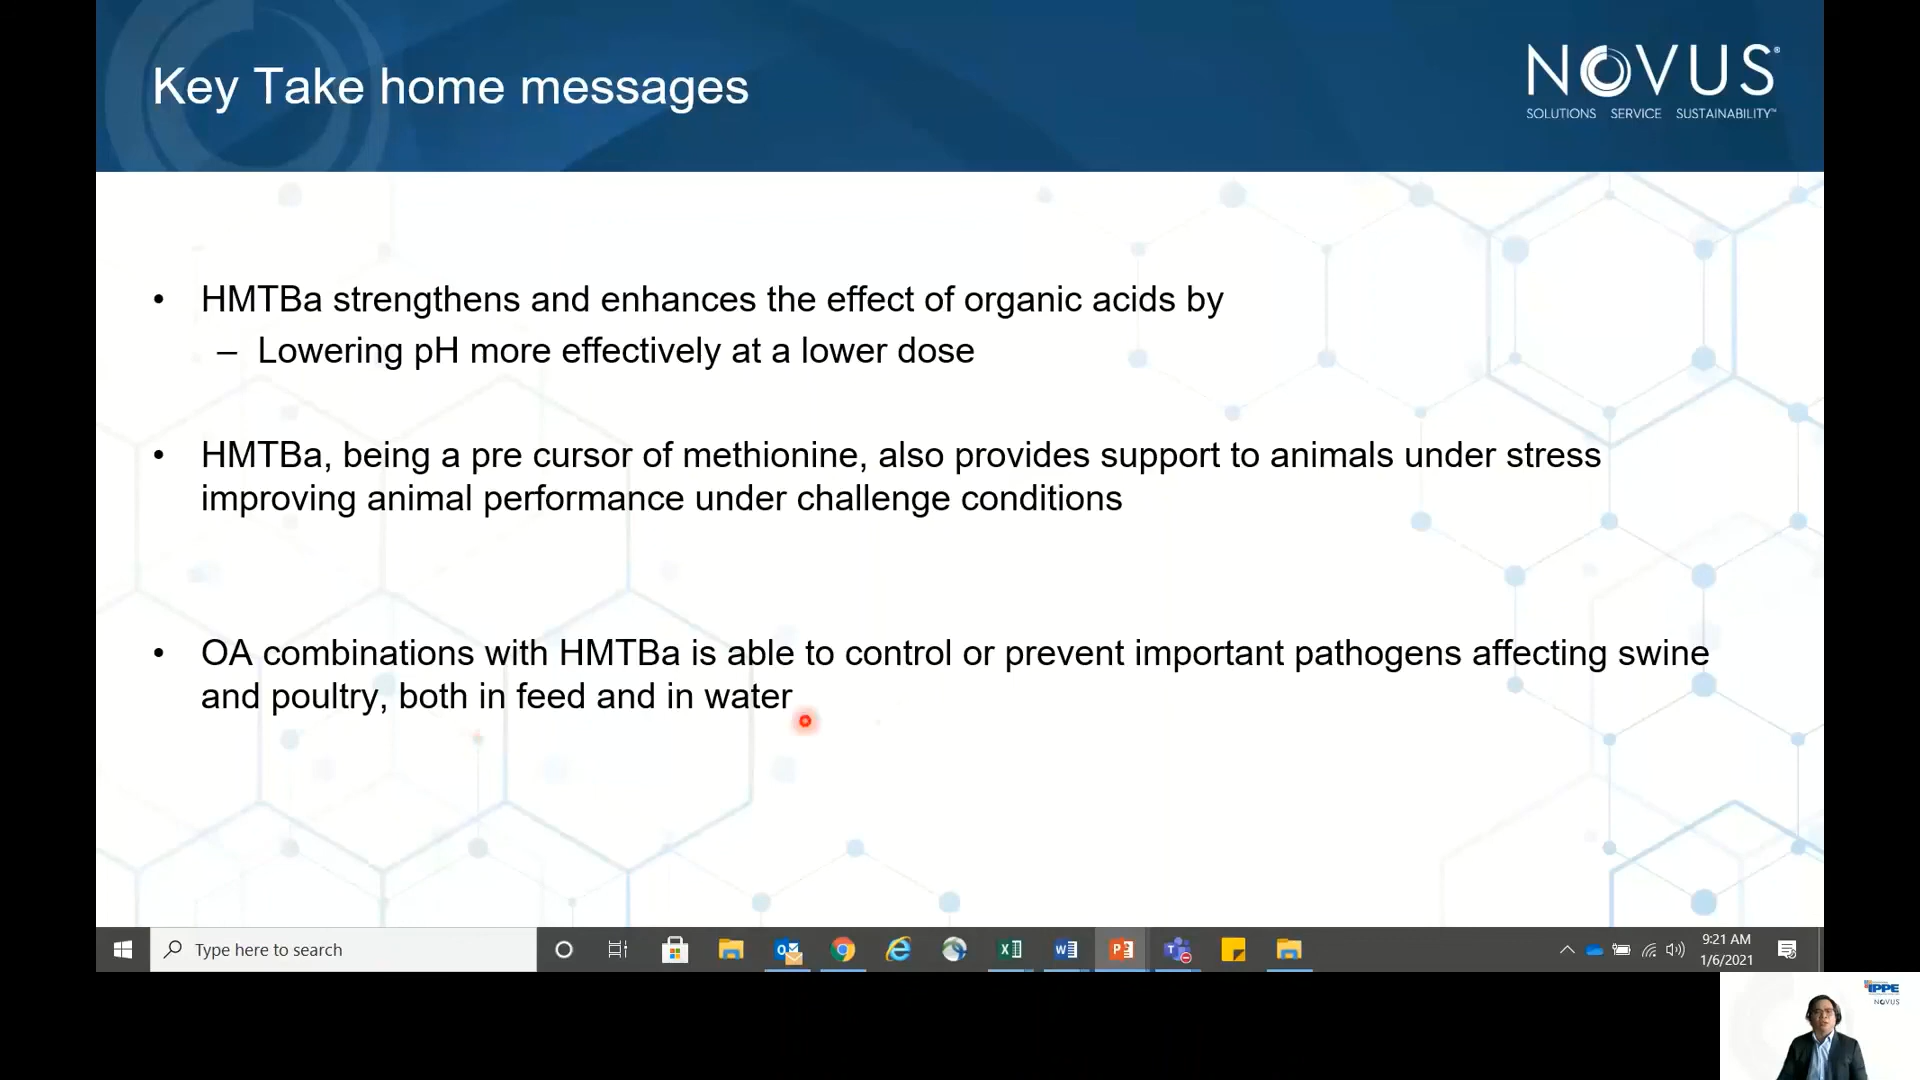 Key Take home messages
NOVUS®
SOLUTIONS SERVICE SUSTAINABILITY™
• HMTBa strengthens and enhances the effect of organic acids by
– Lowering pH more effectively at a lower dose
• HMTBa, being a pre cursor of methionine, also provides support to animals under stress
improving animal performance under challenge conditions
• OA combinations with HMTBa is able to control or prevent important pathogens affecting swine
and poultry, both in feed and in water
Type here to search
9:21 AM
1/6/2021
IPPE
NOVUS